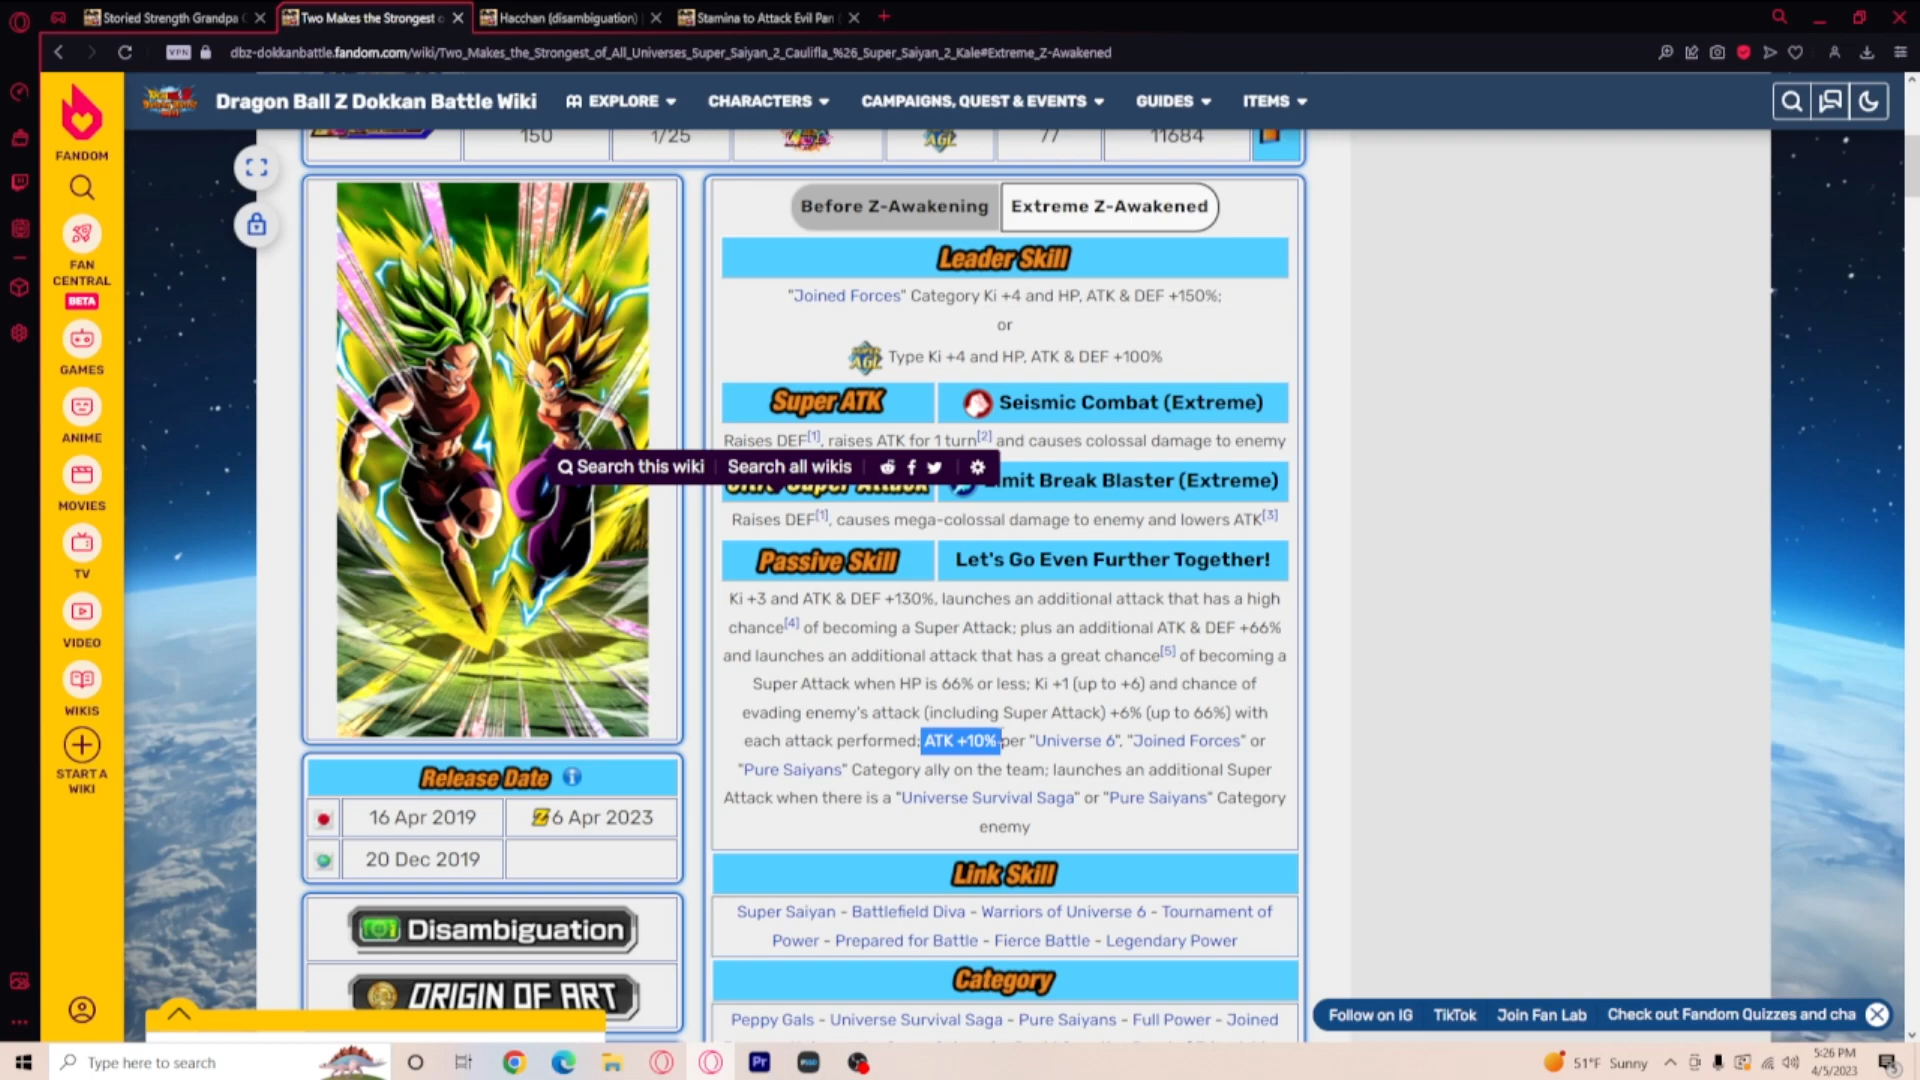 Storied Strength Grandpa (
Two Makes the Strongest o
Hacchan (disambiguation)
Stamina to Attack Evil Pan (
VPN
dbz-dokkanbattle.fandom.com/wiki/Two_Makes_the_Strongest_of_All_Universes_Super_Saiyan_2_Caulifla_%26_Super_Saiyan_2_Kale#Extreme_Z-Awakened
Dragon Ball Z Dokkan Battle Wiki
EXPLORE
CHARACTERS
CAMPAIGNS, QUEST & EVENTS
GUIDES
ITEMS
FANDOM
FAN CENTRAL
BETA
GAMES
ANIME
MOVIES
TV
VIDEO
WIKIS
START A WIKI
150
1/25
AGL
77
11684
Before Z-Awakening
Extreme Z-Awakened
Leader Skill
"Joined Forces" Category Ki +4 and HP, ATK & DEF +150%;
or
SUPER AGL Type Ki +4 and HP, ATK & DEF +100%
Super ATK
Seismic Combat (Extreme)
Raises DEF[1], raises ATK for 1 turn[2] and causes colossal damage to enemy
Search this wiki
Search all wikis
Ultra Super Attack
Limit Break Blaster (Extreme)
Raises DEF[1], causes mega-colossal damage to enemy and lowers ATK[3]
Passive Skill
Let's Go Even Further Together!
Ki +3 and ATK & DEF +130%, launches an additional attack that has a high
chance[4] of becoming a Super Attack; plus an additional ATK & DEF +66%
and launches an additional attack that has a great chance[5] of becoming a
Super Attack when HP is 66% or less; Ki +1 (up to +6) and chance of
evading enemy's attack (including Super Attack) +6% (up to 66%) with
each attack performed; ATK +10% per "Universe 6", "Joined Forces" or
"Pure Saiyans" Category ally on the team; launches an additional Super
Attack when there is a "Universe Survival Saga" or "Pure Saiyans" Category
enemy
Link Skill
Super Saiyan - Battlefield Diva - Warriors of Universe 6 - Tournament of
Power - Prepared for Battle - Fierce Battle - Legendary Power
Category
Peppy Gals - Universe Survival Saga - Pure Saiyans - Full Power - Joined
Release Date
16 Apr 2019
Z 6 Apr 2023
20 Dec 2019
Disambiguation
ORIGIN OF ART
Follow on IG
TikTok
Join Fan Lab
Check out Fandom Quizzes and cha
Type here to search
Pr
51°F Sunny
5:26 PM
4/5/2023